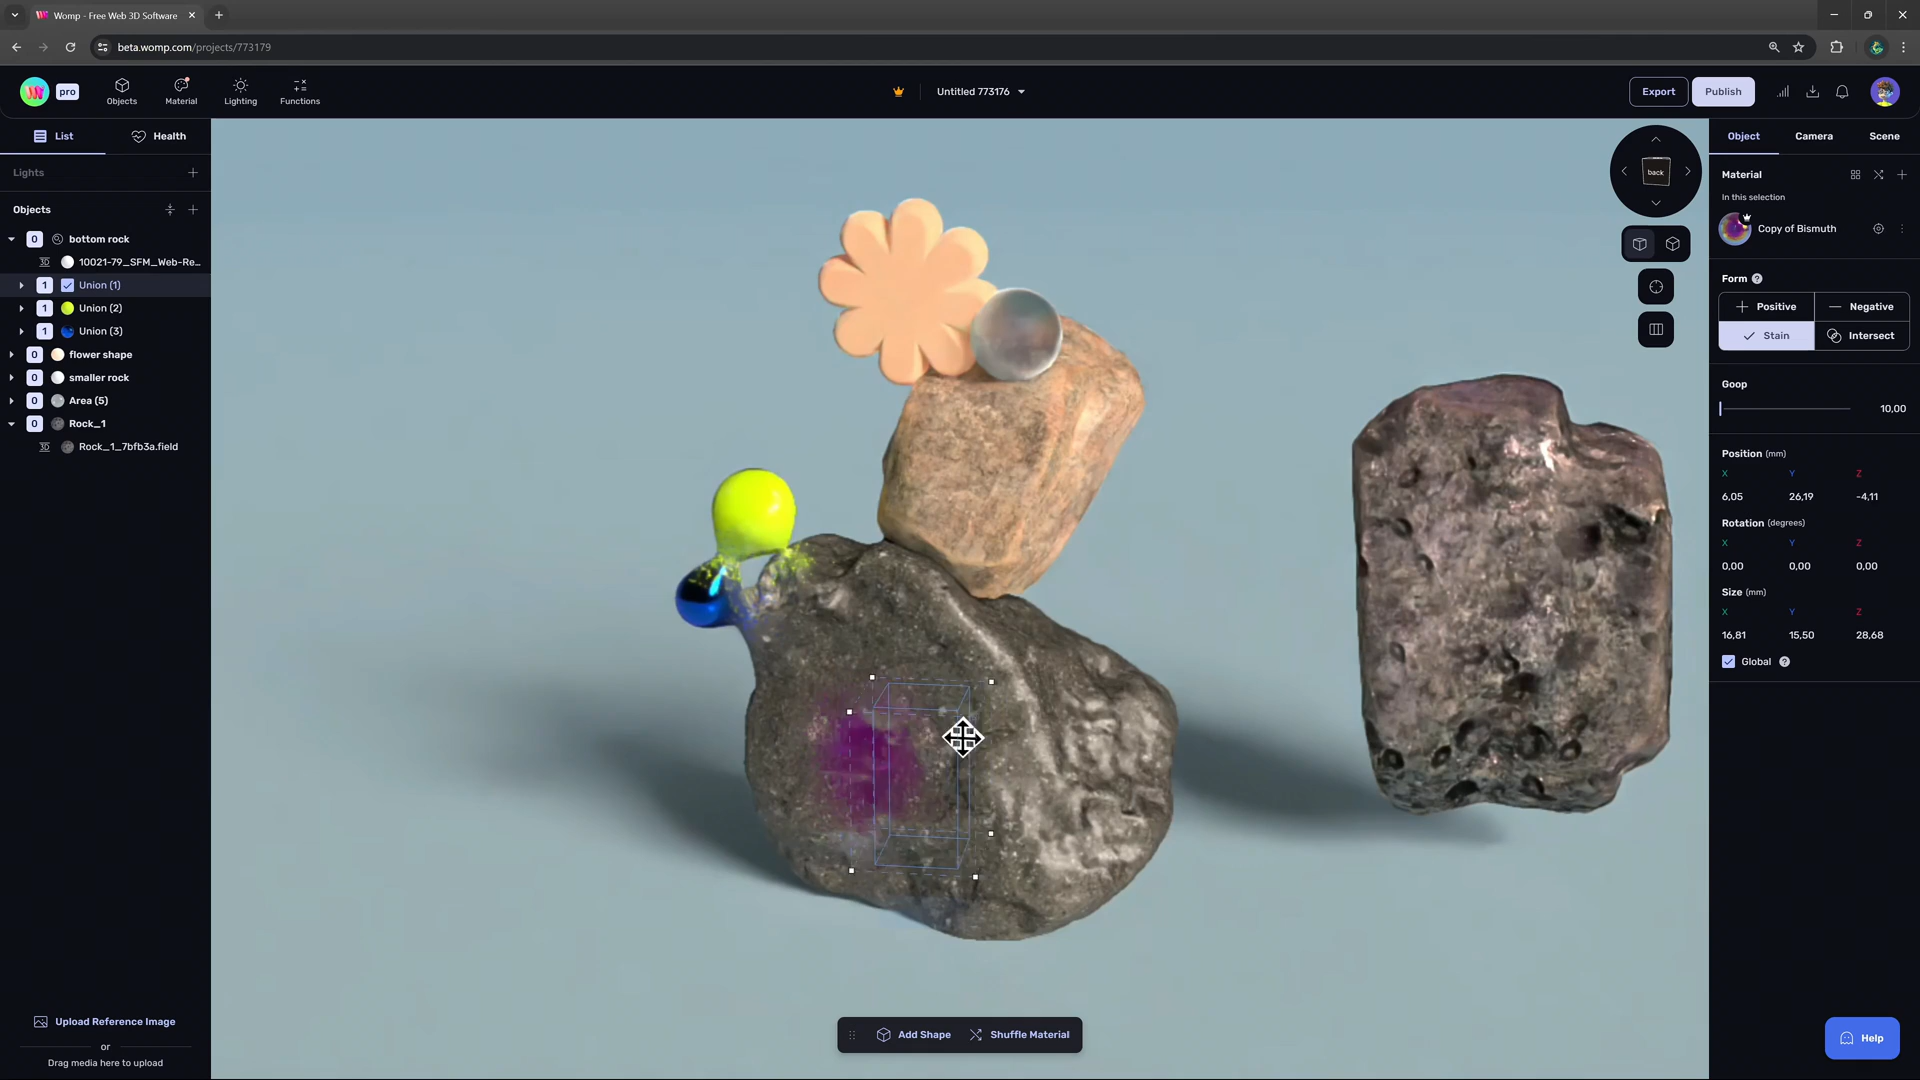 Womp - Free Web 3D Software
beta.womp.com/projects/773179
pro
Objects
Material
Lighting
Functions
Untitled 773176
Export
Publish
List
Health
Lights
Objects
0 bottom rock
3D 10021-79_SFM_Web-Re...
1 Union (1)
1 Union (2)
1 Union (3)
0 flower shape
0 smaller rock
0 Area (5)
0 Rock_1
3D Rock_1_7bfb3a.field
Upload Reference Image
or
Drag media here to upload
back
Add Shape
Shuffle Material
Object
Camera
Scene
Material
In this selection
Copy of Bismuth
Form ?
Positive
Negative
Stain
Intersect
Goop
10,00
Position (mm)
X Y Z
6,05 26,19 -4,11
Rotation (degrees)
X Y Z
0,00 0,00 0,00
Size (mm)
X Y Z
16,81 15,50 28,68
Global ?
Help